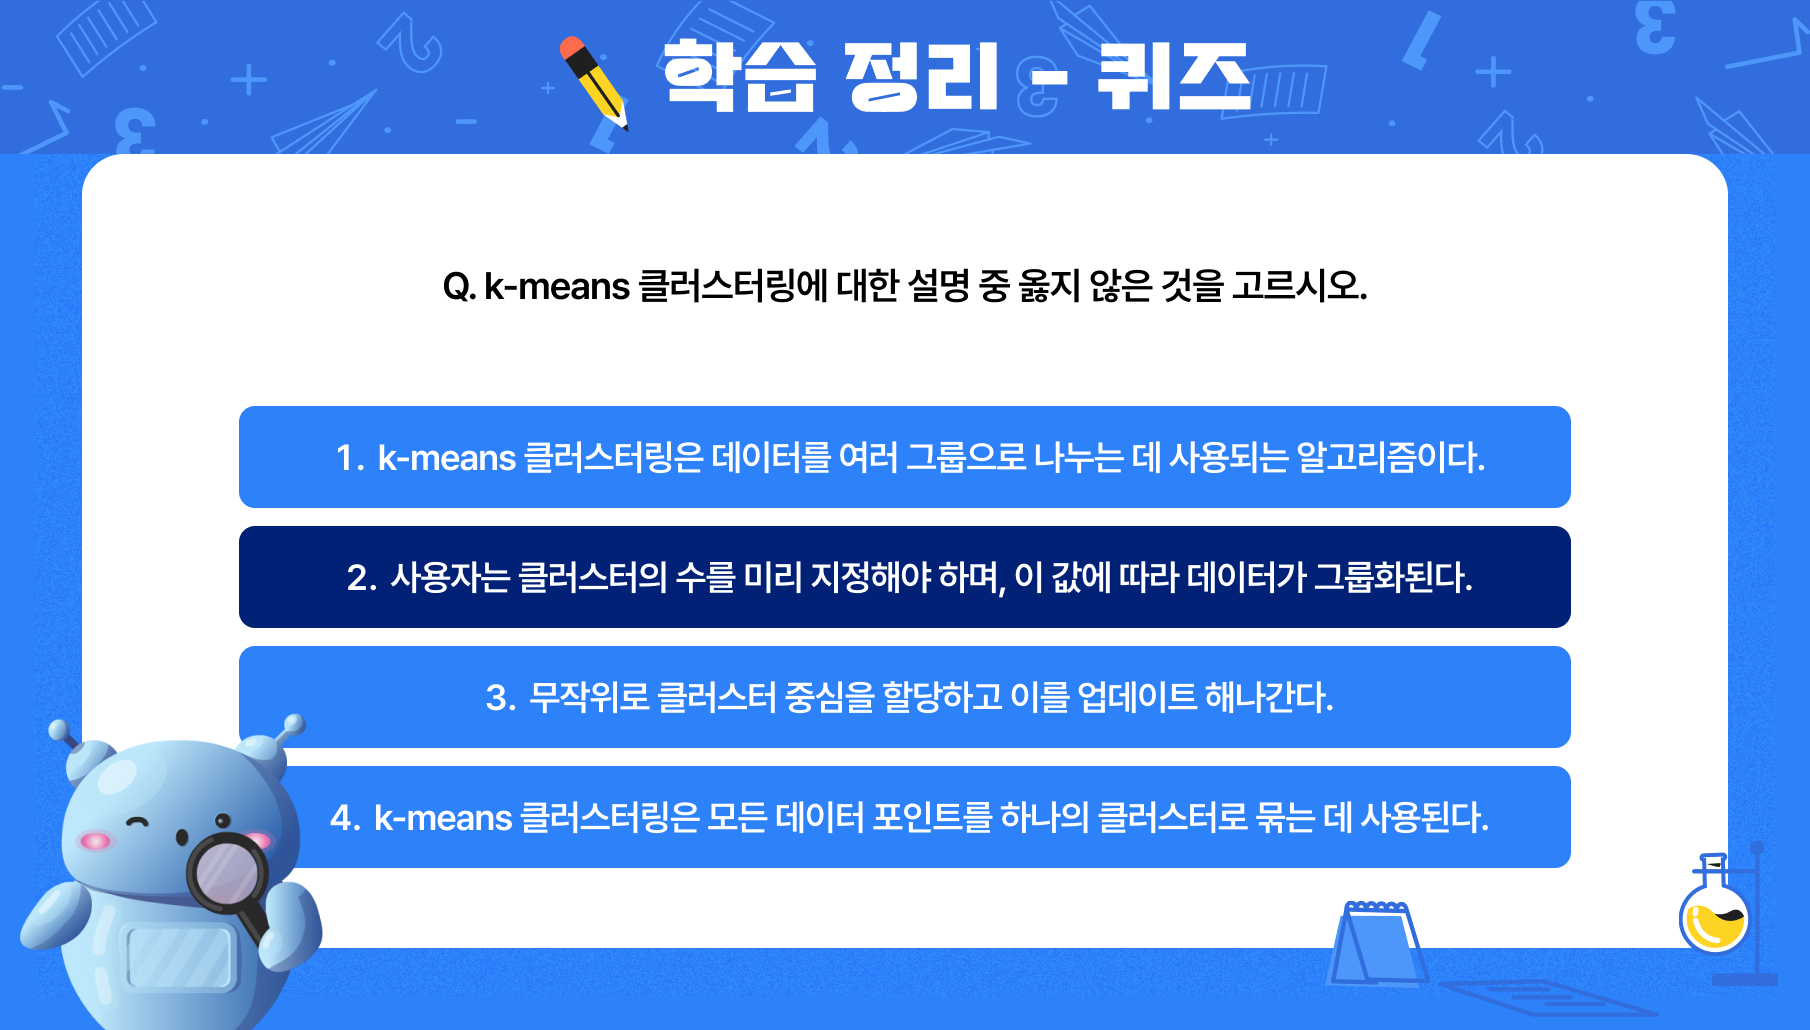 학습 정리 - 퀴즈
Q. k-means 클러스터링에 대한 설명 중 옳지 않은 것을 고르시오.
1. k-means 클러스터링은 데이터를 여러 그룹으로 나누는 데 사용되는 알고리즘이다.
2. 사용자는 클러스터의 수를 미리 지정해야 하며, 이 값에 따라 데이터가 그룹화된다.
3. 무작위로 클러스터 중심을 할당하고 이를 업데이트 해나간다.
4. k-means 클러스터링은 모든 데이터 포인트를 하나의 클러스터로 묶는 데 사용된다.